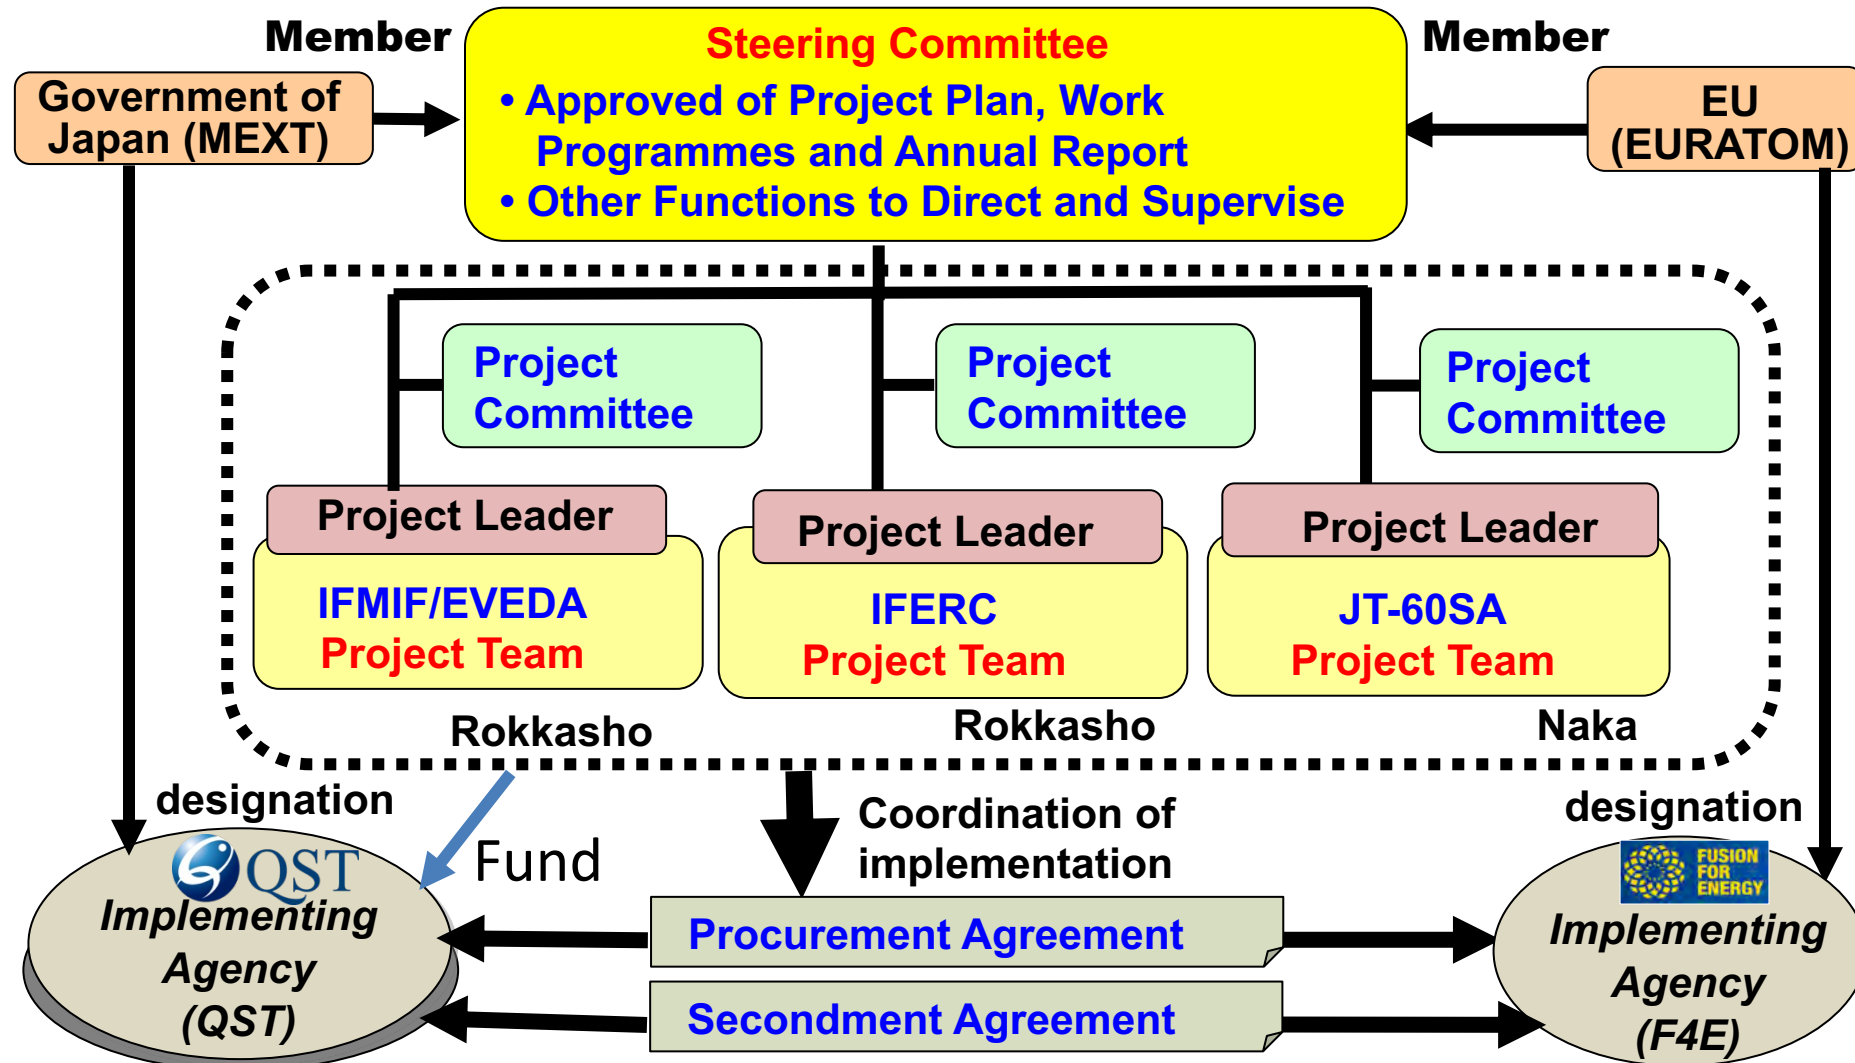 Member
Steering Committee
Member
Government of
Japan (MEXT)
• Approved of Project Plan, Work
Programmes and Annual Report
• Other Functions to Direct and Supervise
EU
(EURATOM)
Project
Committee
Project
Committee
Project
Committee
Project Leader
Project Leader
Project Leader
IFMIF/EVEDA
Project Team
IFERC
Project Team
JT-60SA
Project Team
Rokkasho
Rokkasho
Naka
designation
Fund
Coordination of
implementation
designation
QST
Implementing
Agency
(QST)
Procurement Agreement
Secondment Agreement
FUSION
FOR
ENERGY
Implementing
Agency
(F4E)